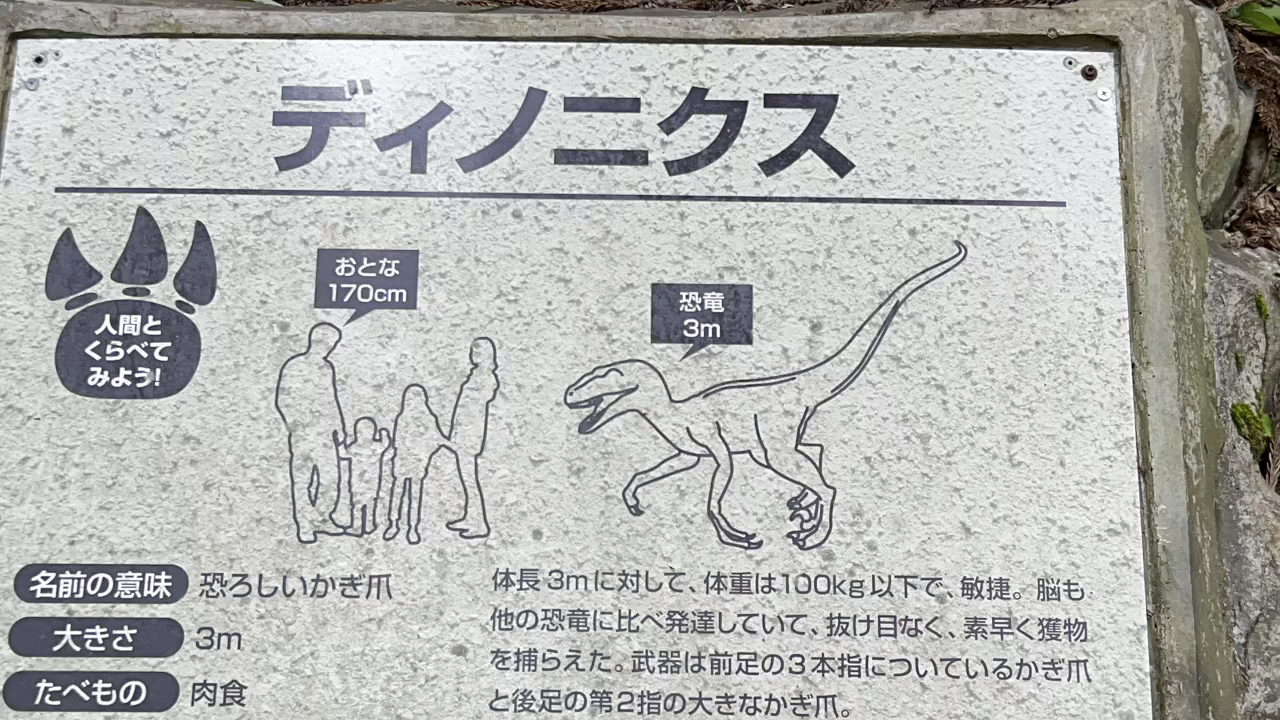 ディノニクス
人間と
くらべて
みよう!
おとな
170cm
恐竜
3m
名前の意味 恐ろしいかぎ爪
大きさ 3m
たべもの 肉食
体長3mに対して、体重は100kg以下で、敏捷。脳も
他の恐竜に比べ発達していて、抜け目なく、素早く獲物
を捕らえた。武器は前足の3本指についているかぎ爪
と後足の第2指の大きなかぎ爪。